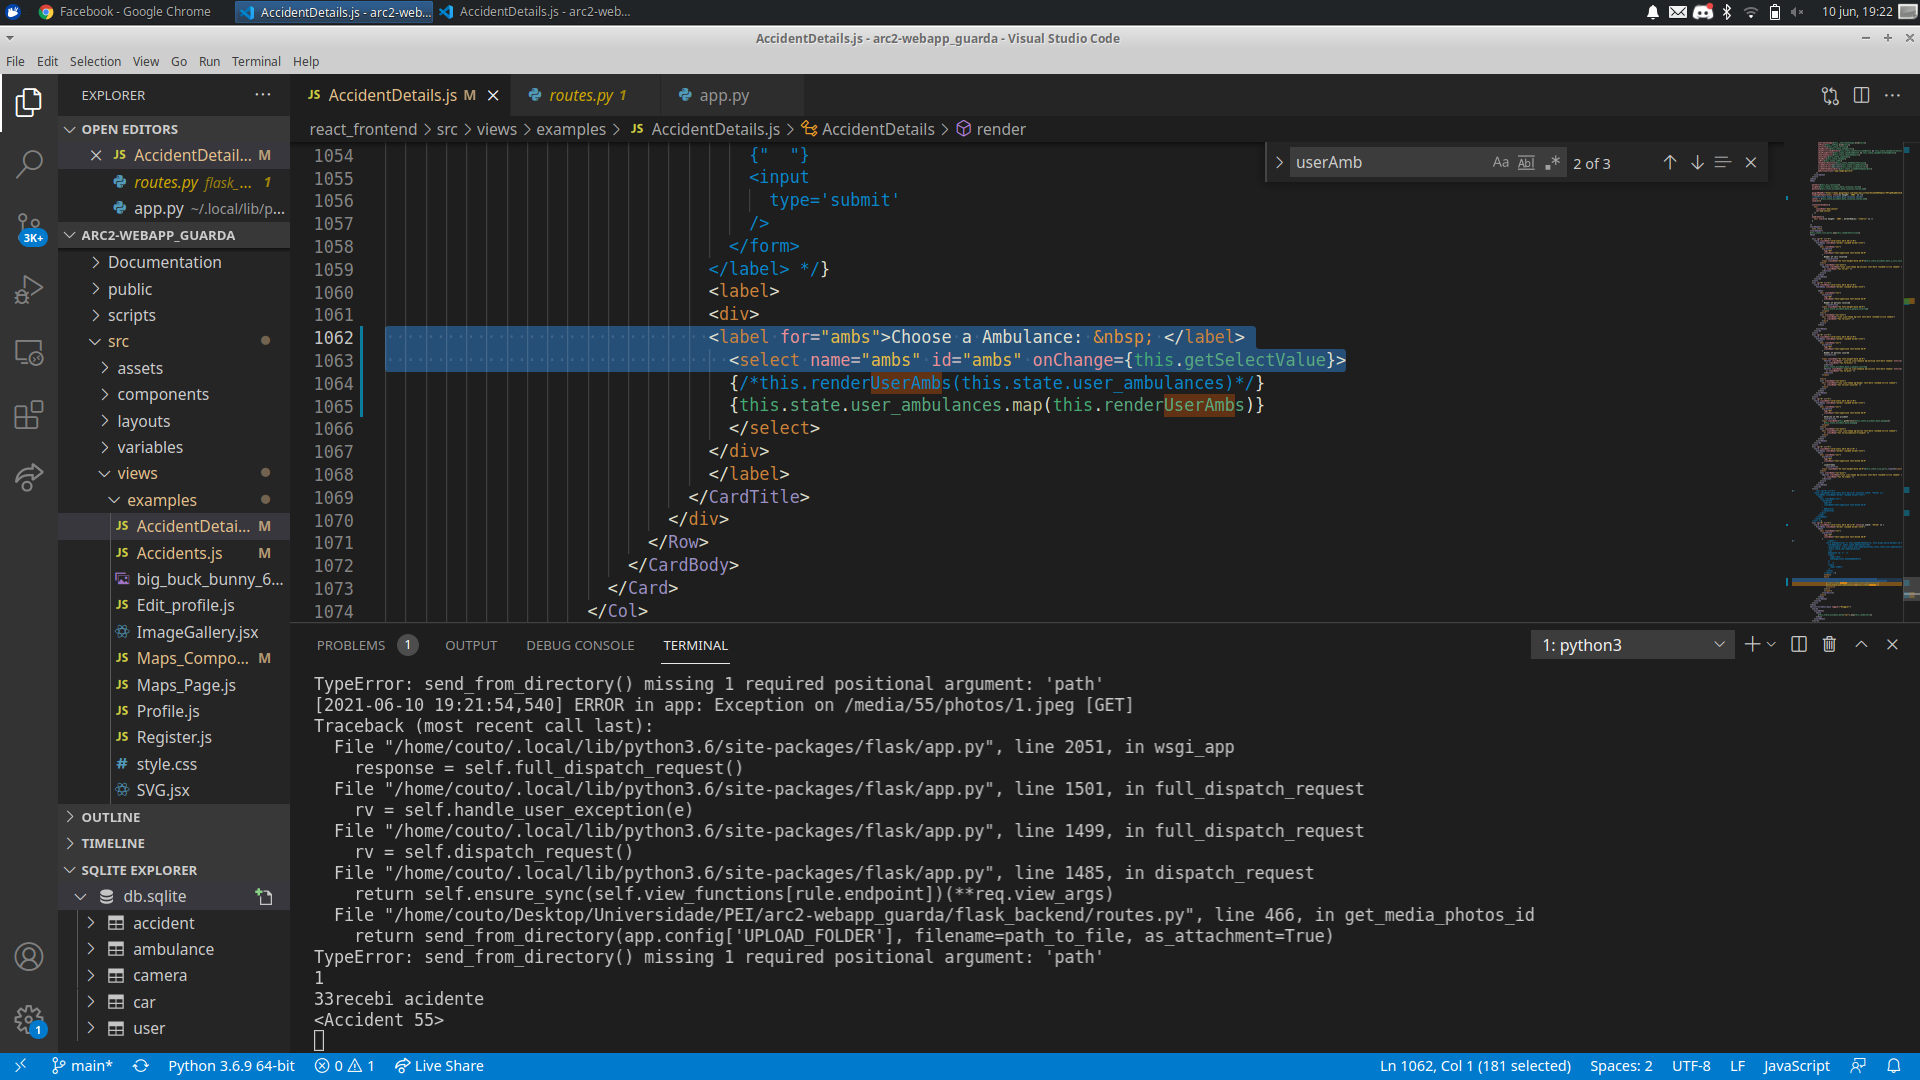 Facebook - Google Chrome
AccidentDetails.js - arc2-web...
AccidentDetails.js - arc2-web...
10 jun, 19:22
AccidentDetails.js - arc2-webapp_guarda - Visual Studio Code
File Edit Selection View Go Run Terminal Help
EXPLORER
JS AccidentDetails.js M
routes.py 1
app.py
OPEN EDITORS
react_frontend > src > views > examples > JS AccidentDetails.js > AccidentDetails > render
JS AccidentDetail... M
routes.py flask_... 1
app.py ~/.local/lib/p...
ARC2-WEBAPP_GUARDA
userAmb
Aa Ab
2 of 3
3K+
Documentation
public
scripts
src
assets
components
layouts
variables
views
examples
JS AccidentDetai... M
JS Accidents.js M
big_buck_bunny_6...
JS Edit_profile.js
ImageGallery.jsx
JS Maps_Compo... M
JS Maps_Page.js
JS Profile.js
JS Register.js
# style.css
SVG.jsx
OUTLINE
TIMELINE
SQLITE EXPLORER
db.sqlite
accident
ambulance
camera
car
user
1
1054 {"  "}
1055 <input
1056 type='submit'
1057 />
1058 </form>
1059 </label> */}
1060 <label>
1061 <div>
1062 <label for="ambs">Choose a Ambulance: &nbsp; </label>
1063 <select name="ambs" id="ambs" onChange={this.getSelectValue}>
1064 {/*this.renderUserAmbs(this.state.user_ambulances)*/}
1065 {this.state.user_ambulances.map(this.renderUserAmbs)}
1066 </select>
1067 </div>
1068 </label>
1069 </CardTitle>
1070 </div>
1071 </Row>
1072 </CardBody>
1073 </Card>
1074 </Col>
PROBLEMS 1 OUTPUT DEBUG CONSOLE TERMINAL
1: python3
TypeError: send_from_directory() missing 1 required positional argument: 'path'
[2021-06-10 19:21:54,540] ERROR in app: Exception on /media/55/photos/1.jpeg [GET]
Traceback (most recent call last):
File "/home/couto/.local/lib/python3.6/site-packages/flask/app.py", line 2051, in wsgi_app
response = self.full_dispatch_request()
File "/home/couto/.local/lib/python3.6/site-packages/flask/app.py", line 1501, in full_dispatch_request
rv = self.handle_user_exception(e)
File "/home/couto/.local/lib/python3.6/site-packages/flask/app.py", line 1499, in full_dispatch_request
rv = self.dispatch_request()
File "/home/couto/.local/lib/python3.6/site-packages/flask/app.py", line 1485, in dispatch_request
return self.ensure_sync(self.view_functions[rule.endpoint])(**req.view_args)
File "/home/couto/Desktop/Universidade/PEI/arc2-webapp_guarda/flask_backend/routes.py", line 466, in get_media_photos_id
return send_from_directory(app.config['UPLOAD_FOLDER'], filename=path_to_file, as_attachment=True)
TypeError: send_from_directory() missing 1 required positional argument: 'path'
1
33recebi acidente
<Accident 55>
main* Python 3.6.9 64-bit 0 1 Live Share
Ln 1062, Col 1 (181 selected) Spaces: 2 UTF-8 LF JavaScript